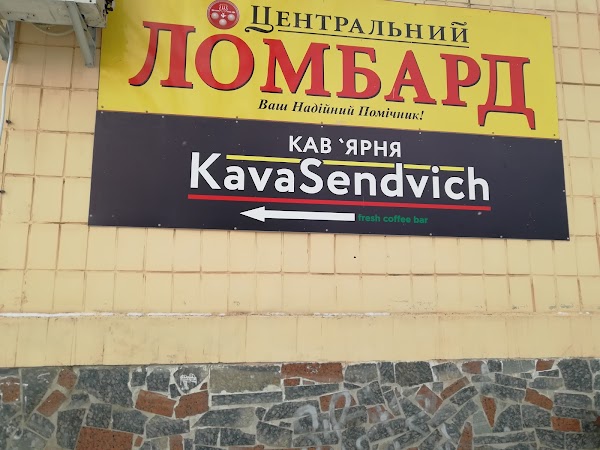 Центральний
Ломбард
Ваш Надійний Помічник!
КАВ`ЯРНЯ
KavaSendvich
fresh coffee bar